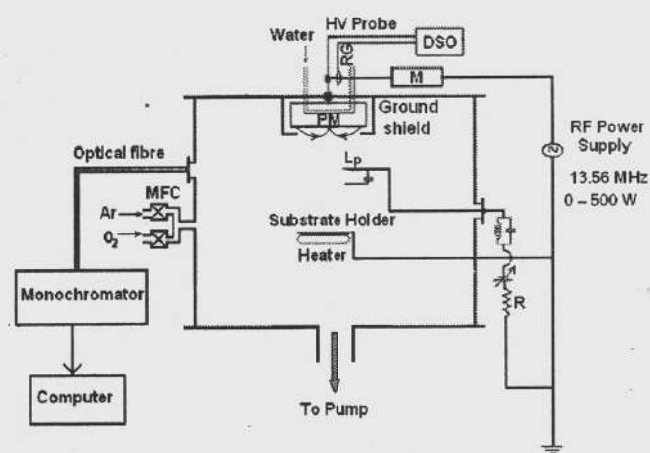 HV Probe
Water
DSO
RG
M
Ground
shield
PM
RF Power
Supply
Optical fibre
Lp
13.56 MHz
0 – 500 W
MFC
Ar
O2
Substrate Holder
Heater
Monochromator
R
Computer
To Pump